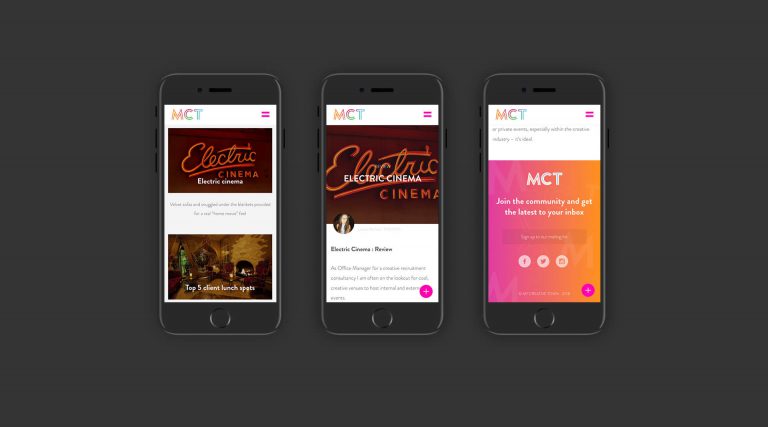 MCT
Electric
CINEMA
Electric cinema
Velvet sofas and snuggled under the blankets provided
for a real "home movie" feel
Top 5 client lunch spots
MCT
Electric
REVIEW
ELECTRIC CINEMA
CINEMA
Electric Cinema : Review
As Office Manager for a creative recruitment
consultancy I am often on the lookout for cool,
creative venues to host internal and external
events.
MCT
or private events, especially within the creative
industry – it's ideal
MCT
Join the community and get
the latest to your inbox
Sign up to our mailing list